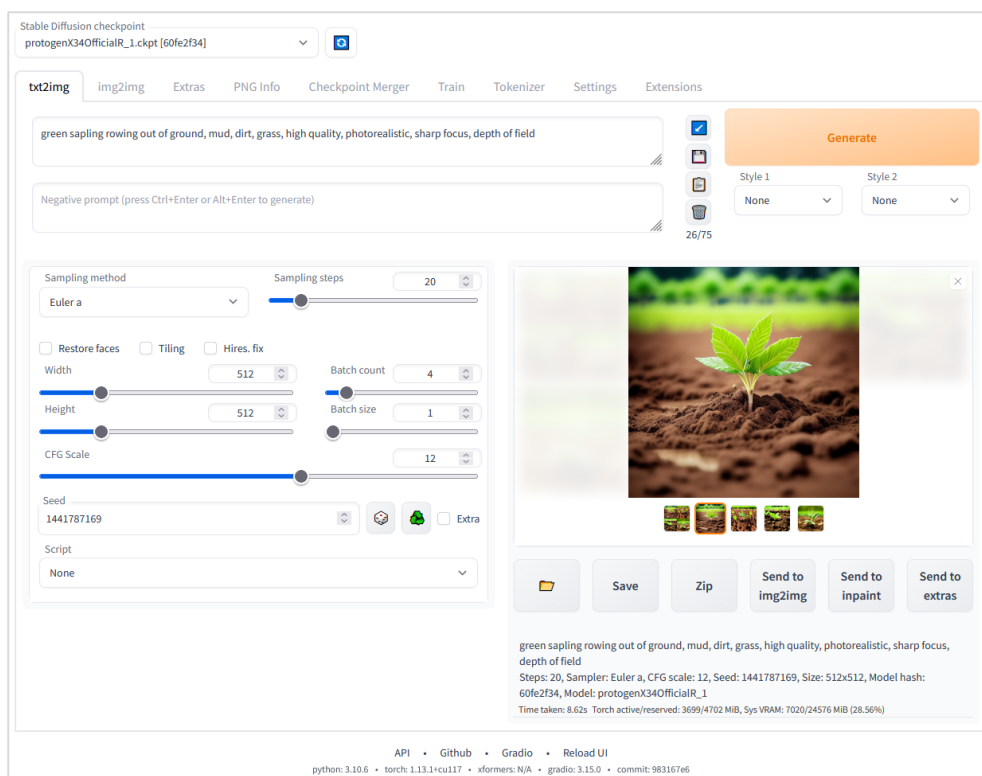 Stable Diffusion checkpoint
protogenX34OfficialR_1.ckpt [60fe2f34]
txt2img img2img Extras PNG Info Checkpoint Merger Train Tokenizer Settings Extensions
green sapling rowing out of ground, mud, dirt, grass, high quality, photorealistic, sharp focus, depth of field
Negative prompt (press Ctrl+Enter or Alt+Enter to generate)
26/75
Generate
Style 1 Style 2
None None
Sampling method
Euler a
Sampling steps 20
Restore faces Tiling Hires. fix
Width 512
Batch count 4
Height 512
Batch size 1
CFG Scale 12
Seed
1441787169
Extra
Script
None
Save
Zip
Send to
img2img
Send to
inpaint
Send to
extras
green sapling rowing out of ground, mud, dirt, grass, high quality, photorealistic, sharp focus,
depth of field
Steps: 20, Sampler: Euler a, CFG scale: 12, Seed: 1441787169, Size: 512x512, Model hash:
60fe2f34, Model: protogenX34OfficialR_1
Time taken: 8.62s Torch active/reserved: 3699/4702 MiB, Sys VRAM: 7020/24576 MiB (28.56%)
API • Github • Gradio • Reload UI
python: 3.10.6 • torch: 1.13.1+cu117 • xformers: N/A • gradio: 3.15.0 • commit: 983167e6